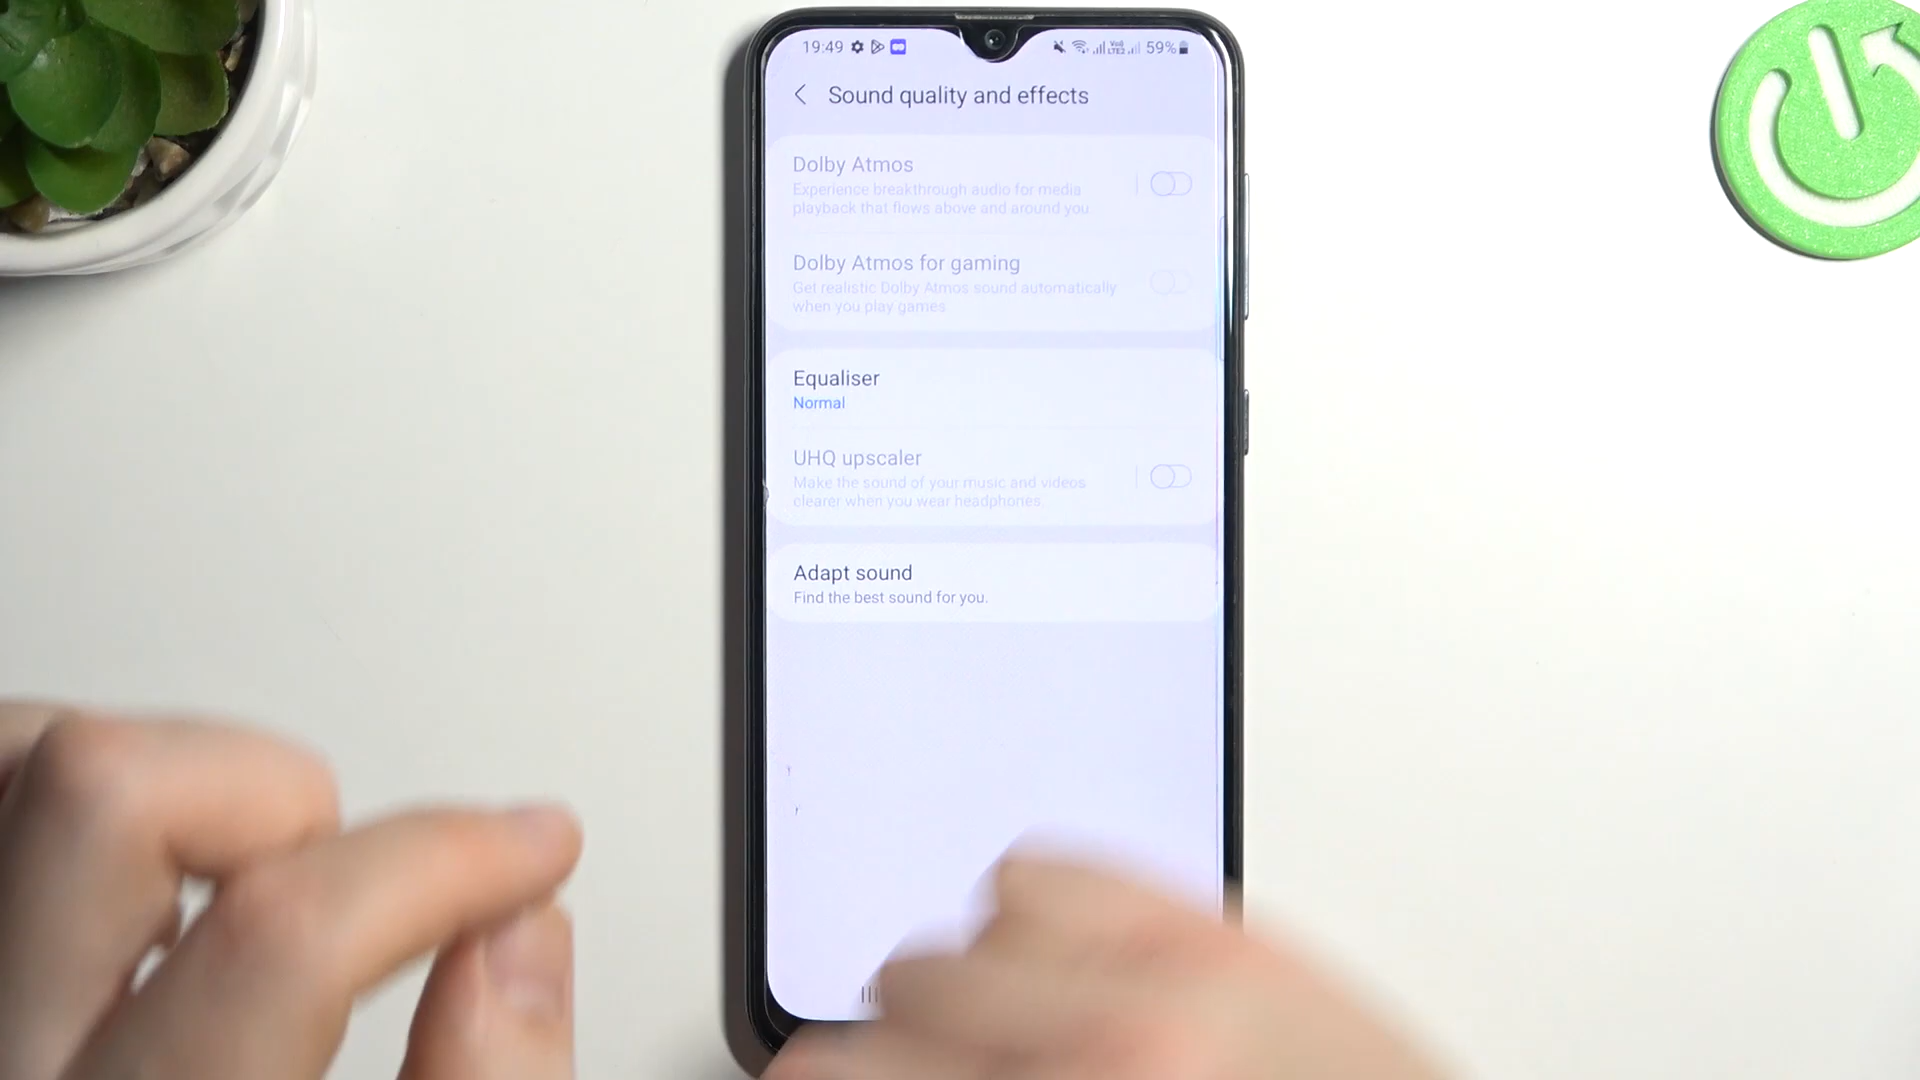 19:49 59%
Sound quality and effects
Dolby Atmos
Experience breakthrough audio for media
playback that flows above and around you.
Dolby Atmos for gaming
Get realistic Dolby Atmos sound automatically
when you play games.
Equaliser
Normal
UHQ upscaler
Make the sound of your music and videos
clearer when you wear headphones.
Adapt sound
Find the best sound for you.